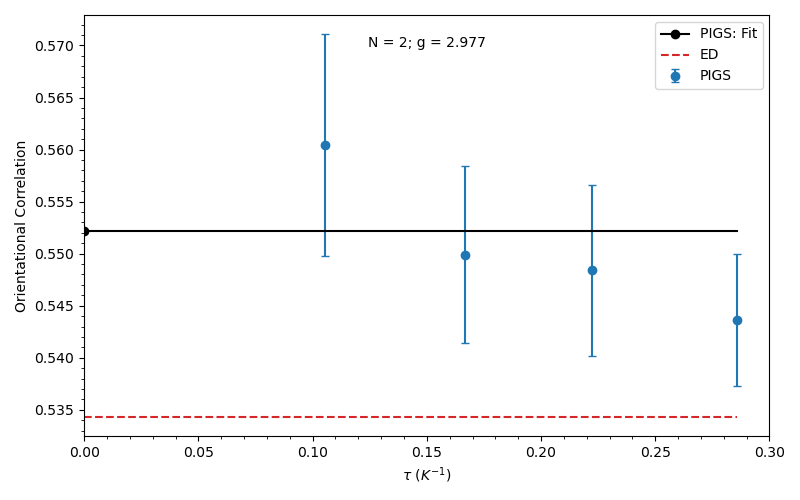 N = 2; g = 2.977
PIGS: Fit
ED
PIGS
Orientational Correlation
0.570
0.565
0.560
0.555
0.550
0.545
0.540
0.535
0.00
0.05
0.10
0.15
0.20
0.25
0.30
τ (K⁻¹)